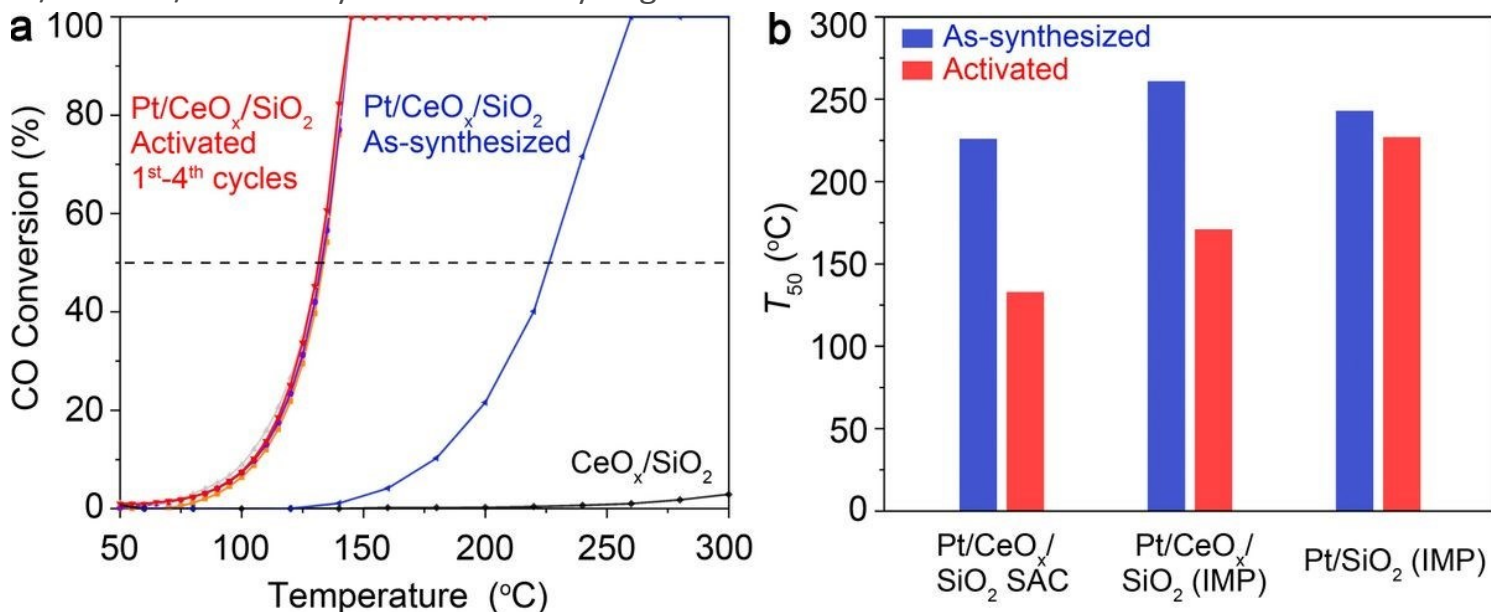 a
100
80
60
40
20
0
CO Conversion (%)
Pt/CeOₓ/SiO₂
Activated
1ˢᵗ-4ᵗʰ cycles
Pt/CeOₓ/SiO₂
As-synthesized
CeOₓ/SiO₂
50 100 150 200 250 300
Temperature (°C)
b
300
250
200
150
100
50
0
T₅₀ (°C)
As-synthesized
Activated
Pt/CeOₓ/
SiO₂ SAC
Pt/CeOₓ/
SiO₂ (IMP)
Pt/SiO₂ (IMP)